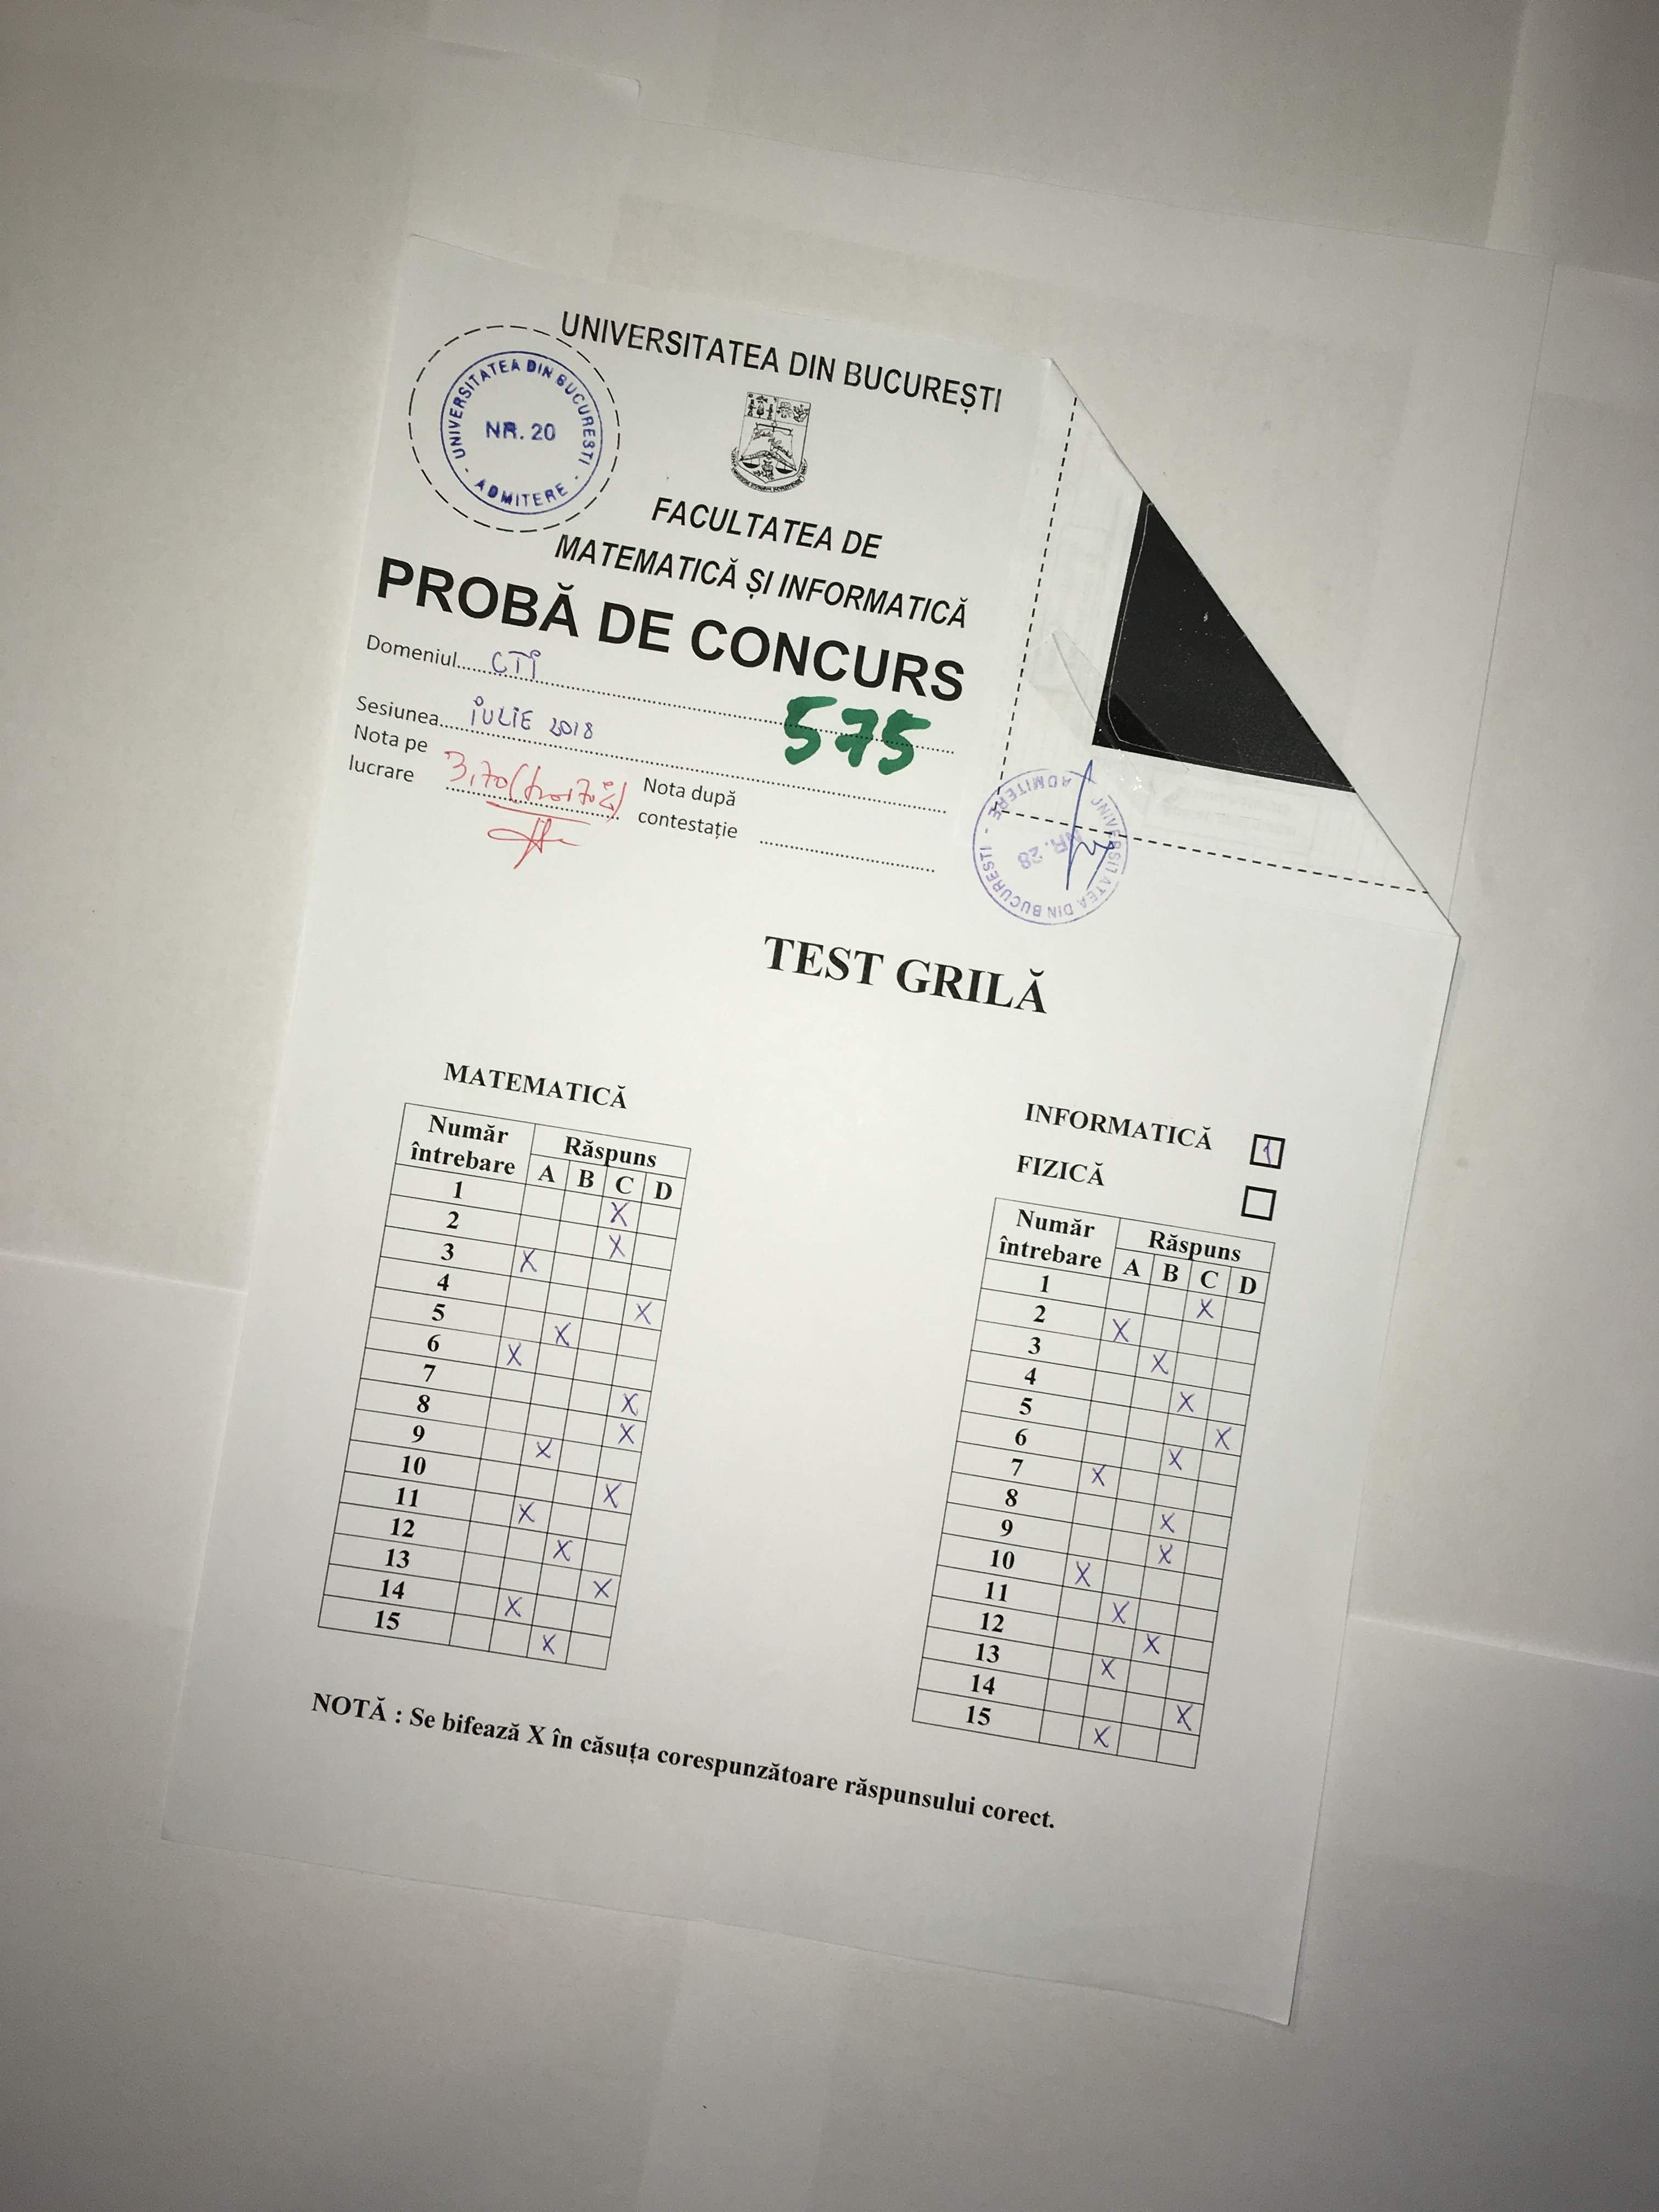 UNIVERSITATEA DIN BUCUREȘTI
UNIVERSITATEA DIN BUCURESTI
NR. 20
ADMITERE
FACULTATEA DE
MATEMATICĂ ȘI INFORMATICĂ
PROBĂ DE CONCURS
Domeniul...... CTI
575
Sesiunea.... IULIE 2018
Nota pe lucrare 3,70
Nota după contestație
UNIVERSITATEA DIN BUCURESTI
NR. 28
ADMITERE
TEST GRILĂ
MATEMATICĂ
Număr întrebare Răspuns
A B C D
1 X
2 X
3 X
4 X
5 X
6 X
7 X
8 X
9 X
10 X
11 X
12 X
13 X
14 X
15 X
INFORMATICĂ 1
FIZICĂ
Număr întrebare Răspuns
A B C D
1 X
2 X
3 X
4 X
5 X
6 X
7 X
8 X
9 X
10 X
11 X
12 X
13 X
14 X
15 X
NOTĂ : Se bifează X în căsuța corespunzătoare răspunsului corect.